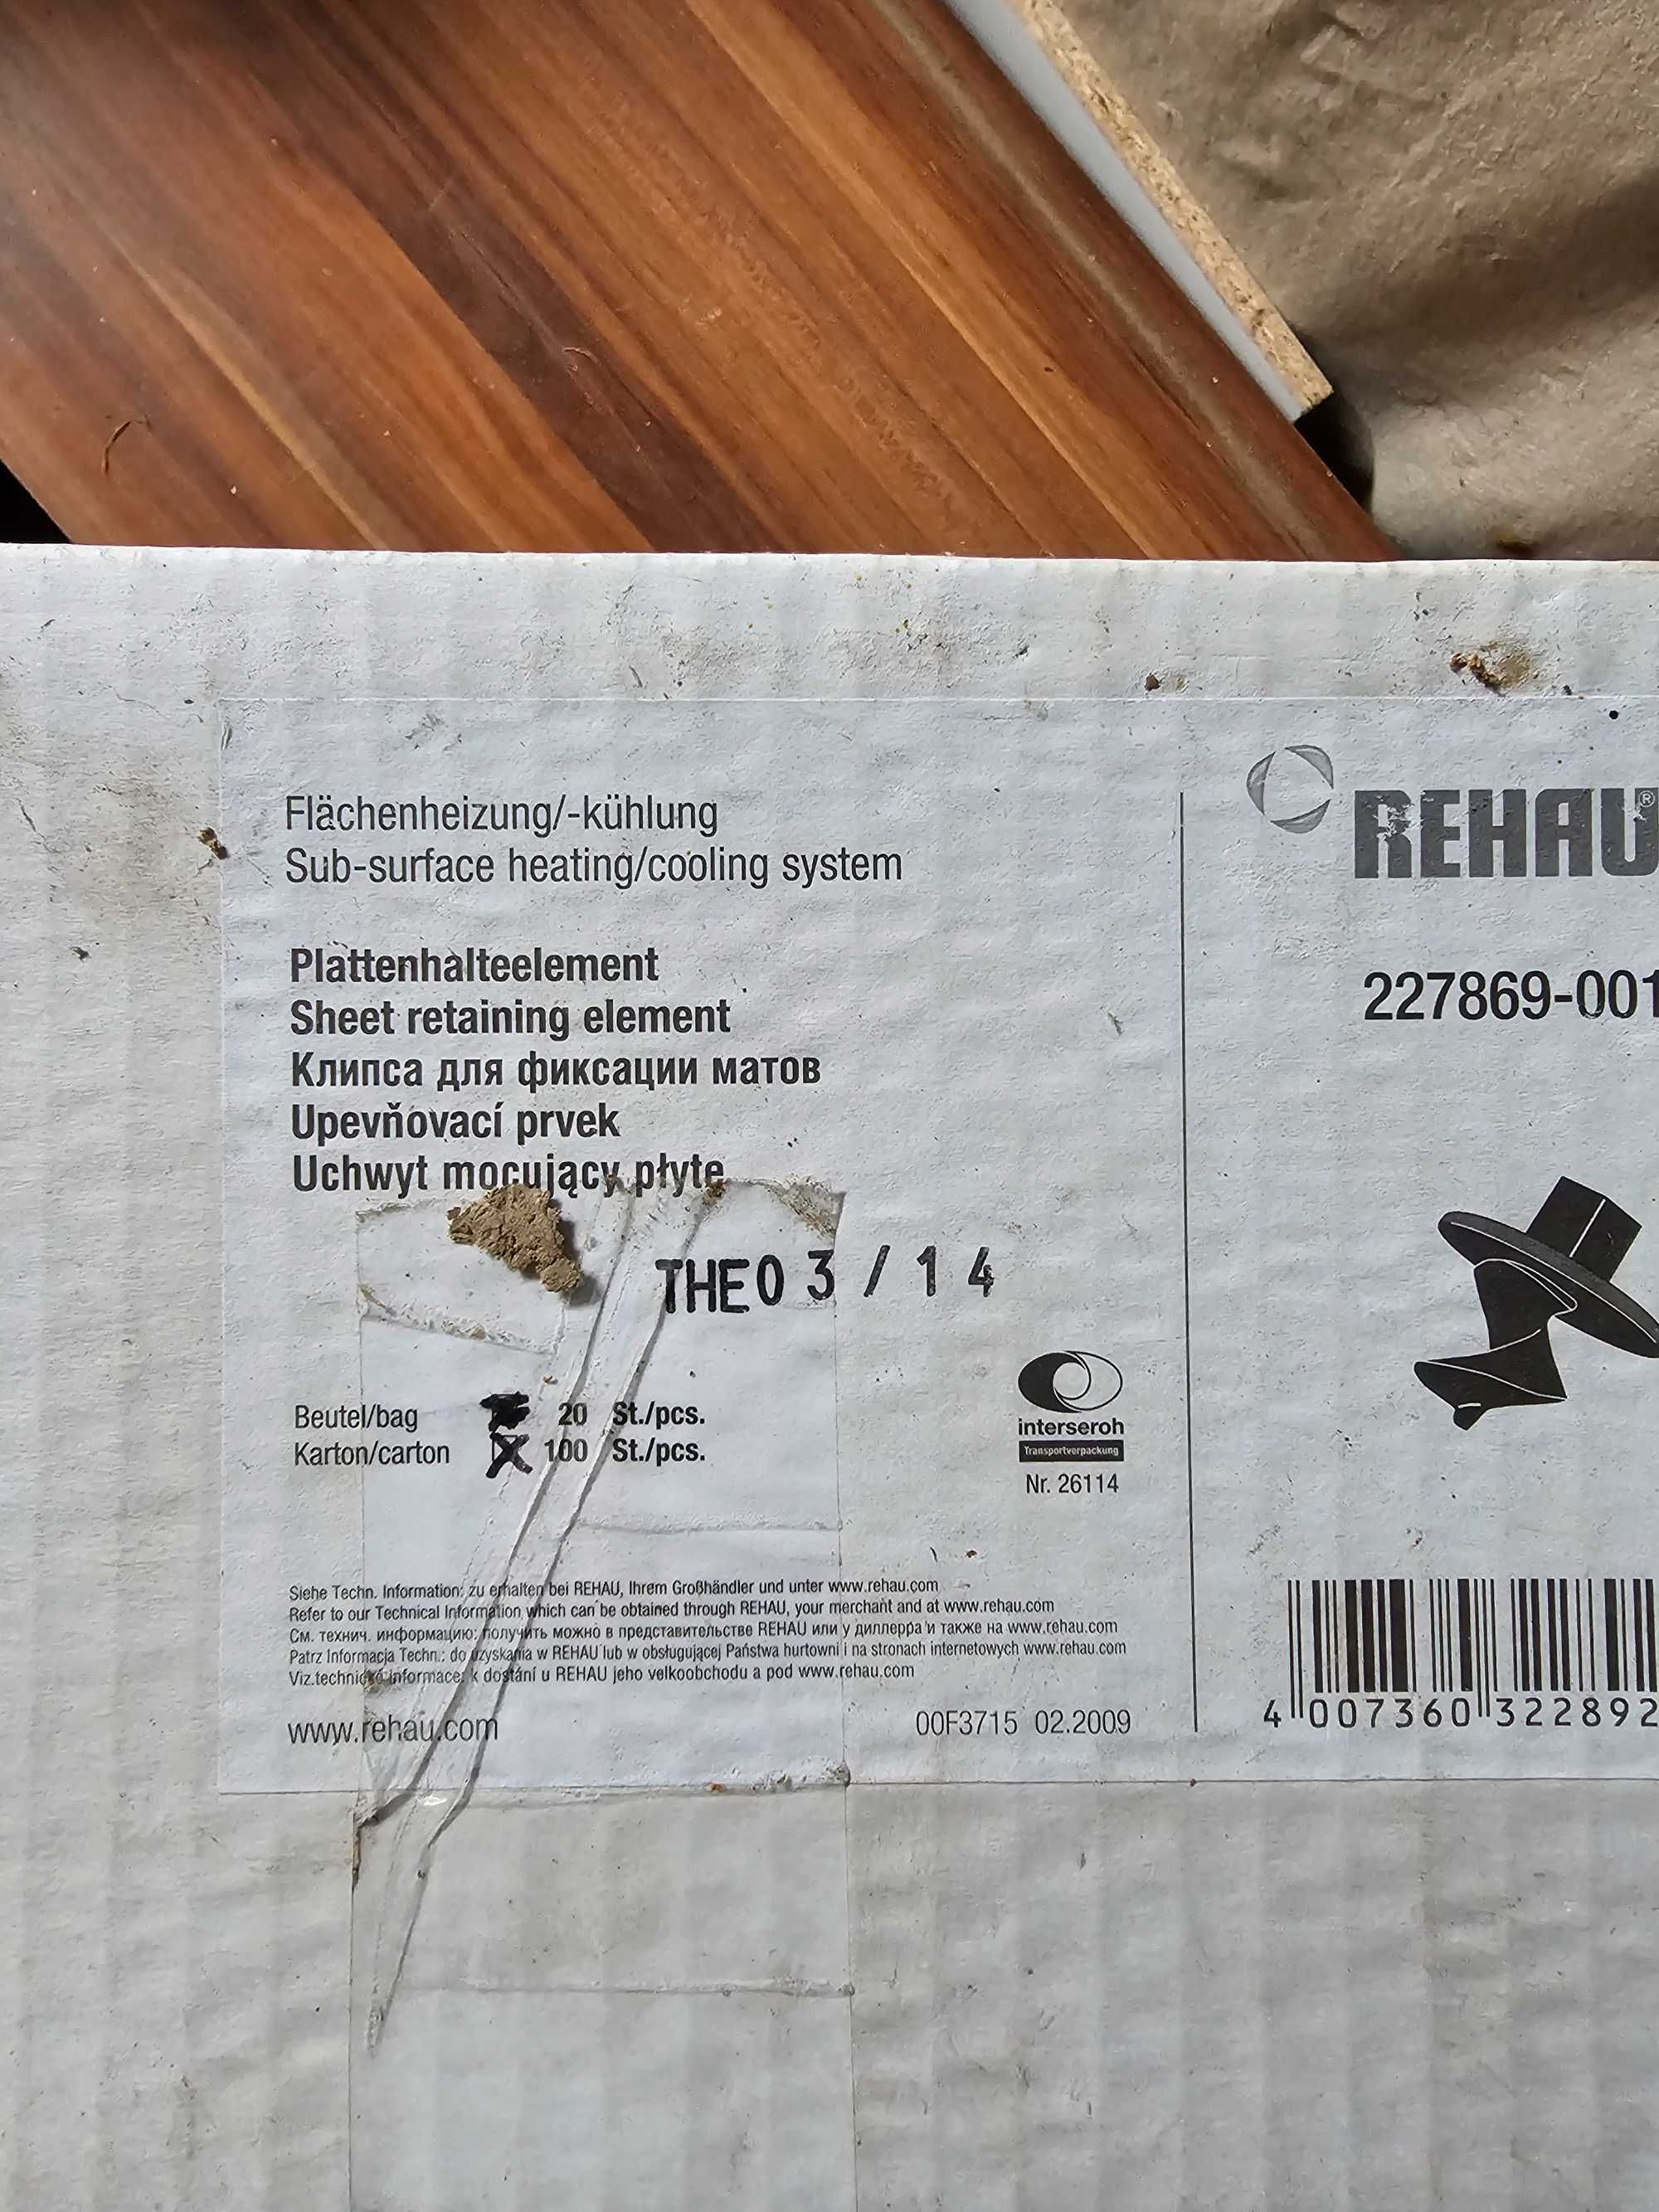 Flächenheizung/-kühlung
Sub-surface heating/cooling system
Plattenhalteelement
Sheet retaining element
Клипса для фиксации матов
Upevňovací prvek
Uchwyt mocujący płytę
THE03/14
Beutel/bag 20 St./pcs.
Karton/carton X 100 St./pcs.
interseroh
Transportverpackung
Nr. 26114
Siehe Techn. Information: zu erhalten bei REHAU, Ihrem Großhändler und unter www.rehau.com
Refer to our Technical Information which can be obtained through REHAU, your merchant and at www.rehau.com
См. технич. информацию: получить можно в представительстве REHAU или у диллерра и также на www.rehau.com
Patrz Informacja Techn.: do uzyskania w REHAU lub w obsługującej Państwa hurtowni i na stronach internetowych www.rehau.com
Viz.technické informace: k dostání u REHAU jeho velkoobchodu a pod www.rehau.com
www.rehau.com
00F3715 02.2009
REHAU®
227869-001
4 007360 322892